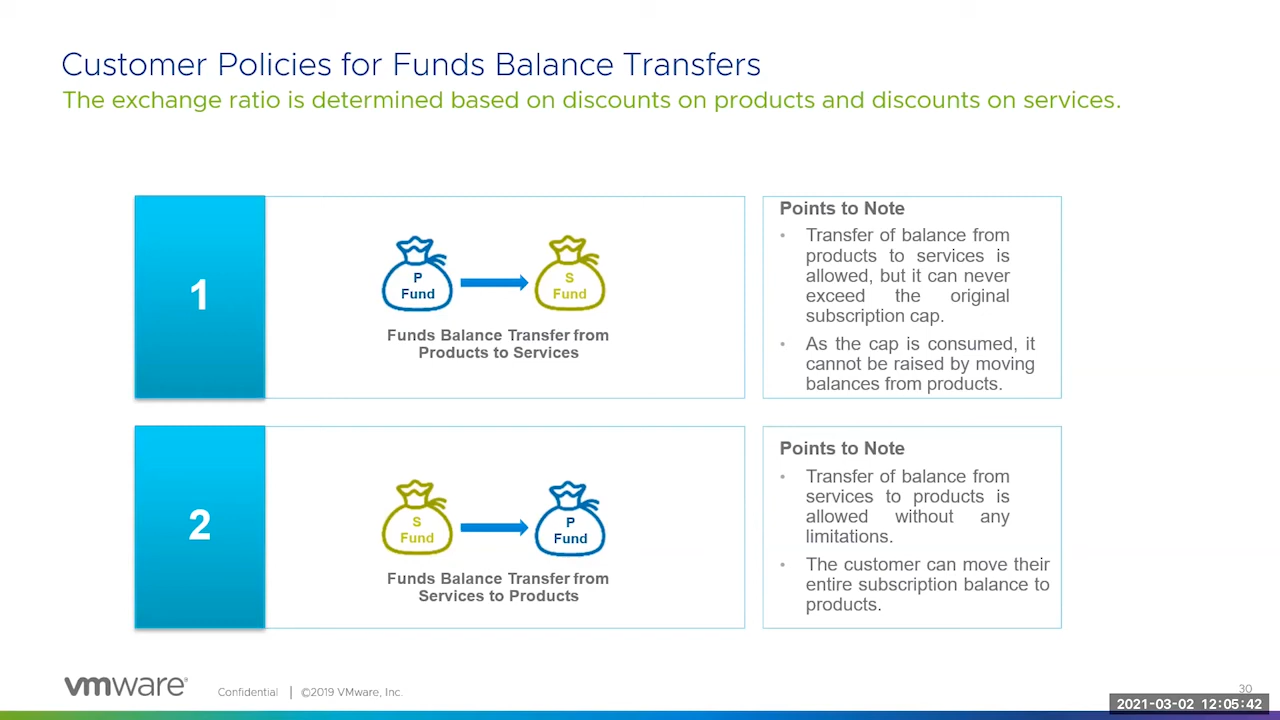 Customer Policies for Funds Balance Transfers
The exchange ratio is determined based on discounts on products and discounts on services.
1
P
Fund
S
Fund
Funds Balance Transfer from
Products to Services
Points to Note
• Transfer of balance from
products to services is
allowed, but it can never
exceed the original
subscription cap.
• As the cap is consumed, it
cannot be raised by moving
balances from products.
2
S
Fund
P
Fund
Funds Balance Transfer from
Services to Products
Points to Note
• Transfer of balance from
services to products is
allowed without any
limitations.
• The customer can move their
entire subscription balance to
products.
vmware®
Confidential | ©2019 VMware, Inc.
30
2021-03-02 12:05:42